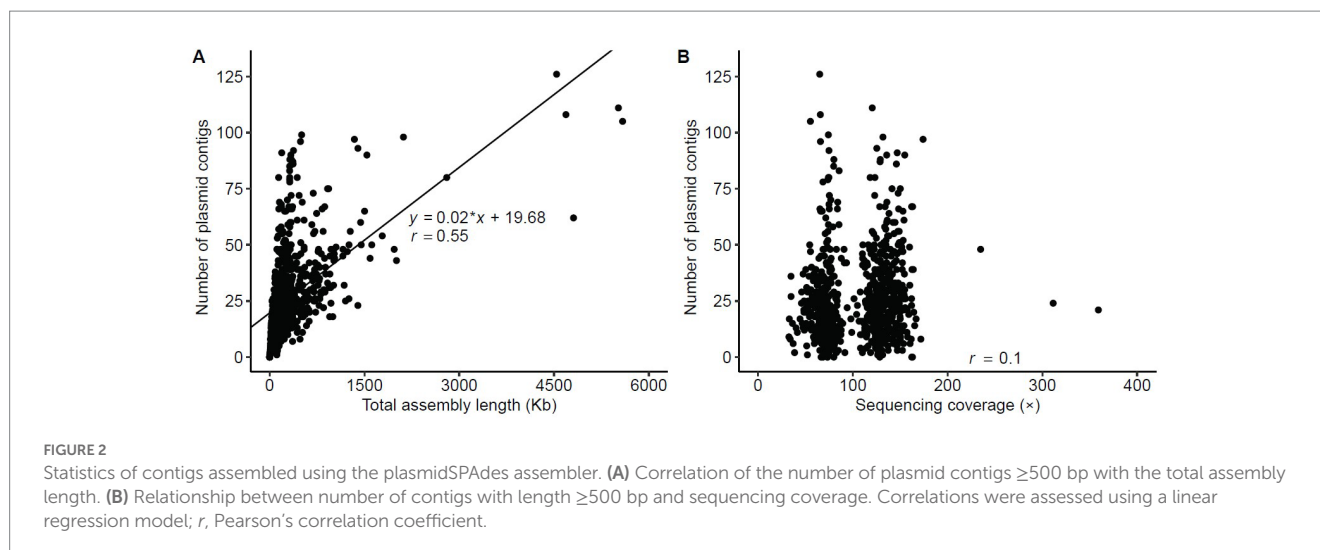 A
Number of plasmid contigs
125
100
75
50
25
0
y = 0.02*x + 19.68
r = 0.55
0 1500 3000 4500 6000
Total assembly length (Kb)
B
Number of plasmid contigs
125
100
75
50
25
0
r = 0.1
0 100 200 300 400
Sequencing coverage (×)
FIGURE 2
Statistics of contigs assembled using the plasmidSPAdes assembler. (A) Correlation of the number of plasmid contigs ≥500 bp with the total assembly
length. (B) Relationship between number of contigs with length ≥500 bp and sequencing coverage. Correlations were assessed using a linear
regression model; r, Pearson’s correlation coefficient.